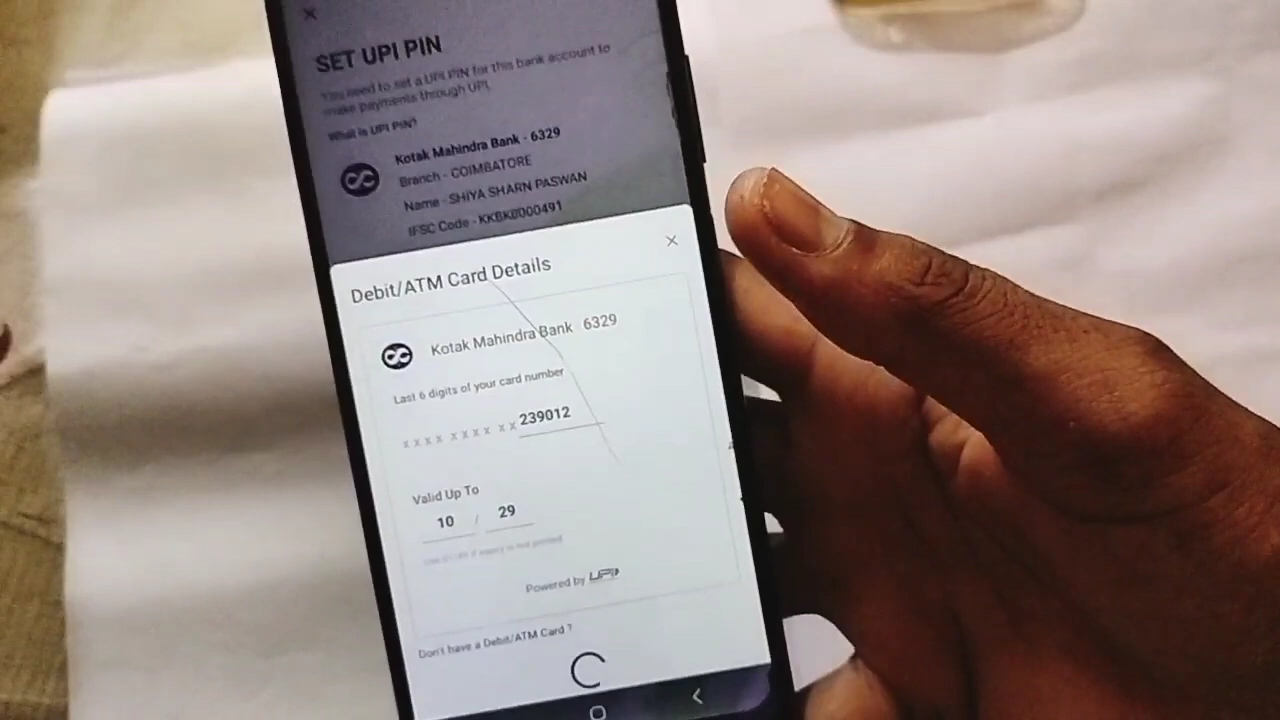 SET UPI PIN
You need to set a UPI PIN for this bank account to
make payments through UPI.
What is UPI PIN?
Kotak Mahindra Bank - 6329
Branch - COIMBATORE
Name - SHIYA SHARN PASWAN
IFSC Code - KKBK0000491
Debit/ATM Card Details
Kotak Mahindra Bank 6329
Last 6 digits of your card number
XXXX XXXX XX 239012
Valid Up To
10 / 29
Powered by UPI
Don't have a Debit/ATM Card ?